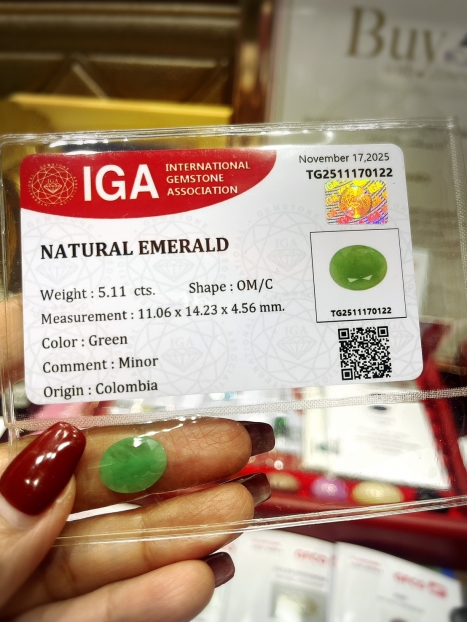 Buy
IGA INTERNATIONAL
GEMSTONE
ASSOCIATION
November 17,2025
TG2511170122
NATURAL EMERALD
Weight : 5.11 cts. Shape : OM/C
Measurement : 11.06 x 14.23 x 4.56 mm.
Color : Green
Comment : Minor
Origin : Colombia
TG2511170122